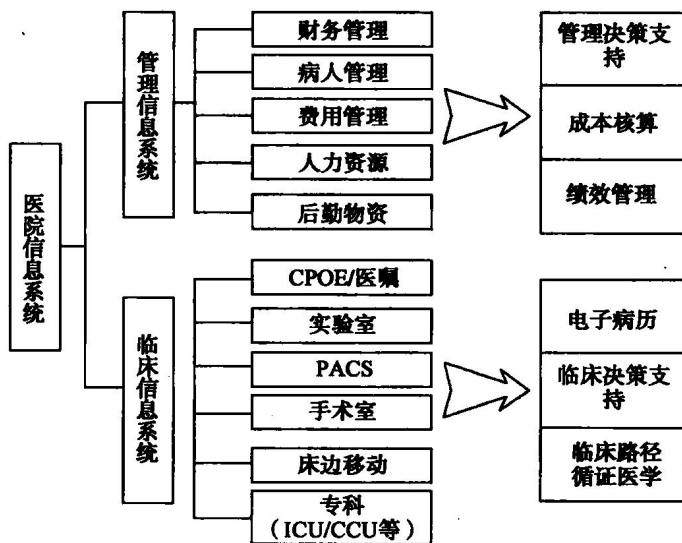 医院信息系统
管理信息系统
财务管理
病人管理
费用管理
人力资源
后勤物资
管理决策支
持
成本核算
绩效管理
临床信息系统
CPOE/医嘱
实验室
PACS
手术室
床边移动
专科
（ICU/CCU等）
电子病历
临床决策支
持
临床路径
循证医学